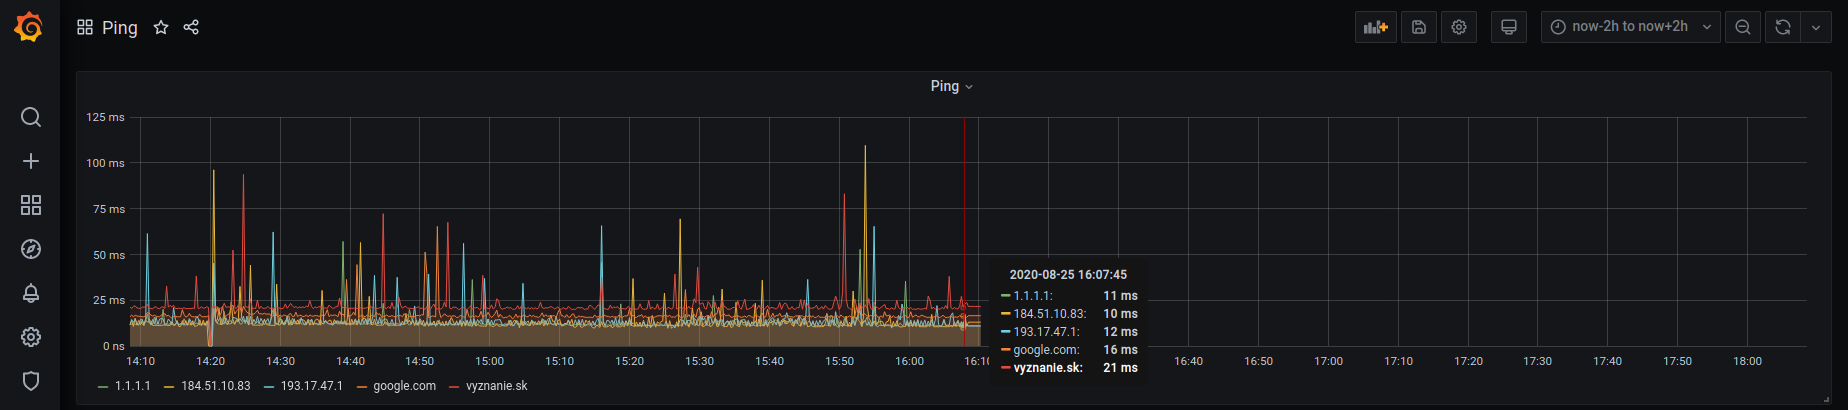 Ping
now-2h to now+2h
Ping
125 ms
100 ms
75 ms
50 ms
25 ms
0 ns
14:10 14:20 14:30 14:40 14:50 15:00 15:10 15:20 15:30 15:40 15:50 16:00 16:10 16:40 16:50 17:00 17:10 17:20 17:30 17:40 17:50 18:00
2020-08-25 16:07:45
1.1.1.1: 11 ms
184.51.10.83: 10 ms
193.17.47.1: 12 ms
google.com: 16 ms
vyznanie.sk: 21 ms
1.1.1.1 184.51.10.83 193.17.47.1 google.com vyznanie.sk